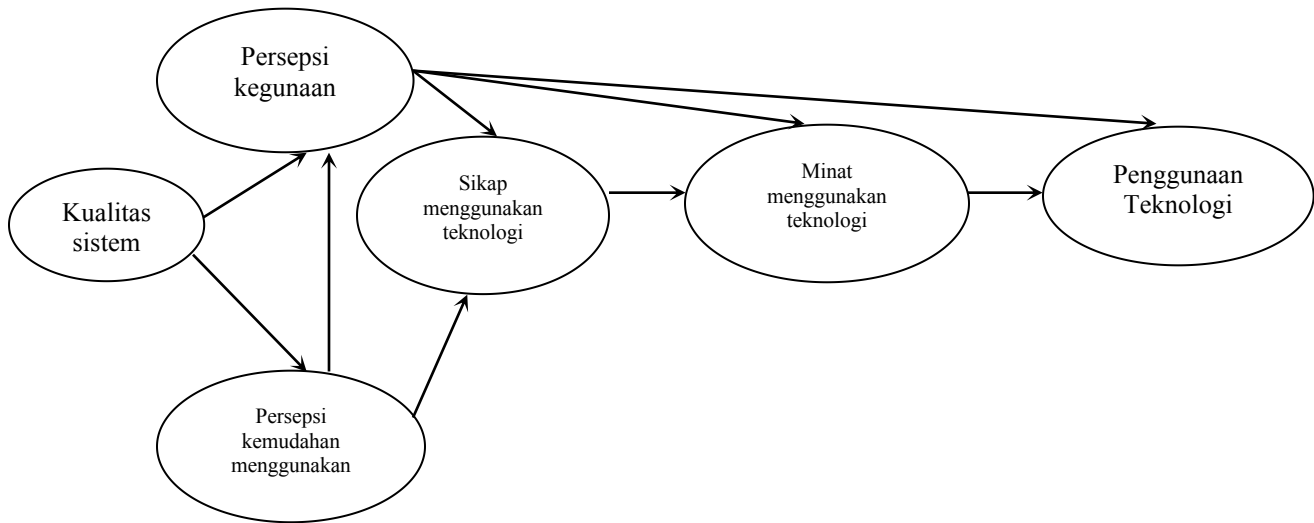 Persepsi
kegunaan
Kualitas
sistem
Persepsi
kemudahan
menggunakan
Sikap
menggunakan
teknologi
Minat
menggunakan
teknologi
Penggunaan
Teknologi